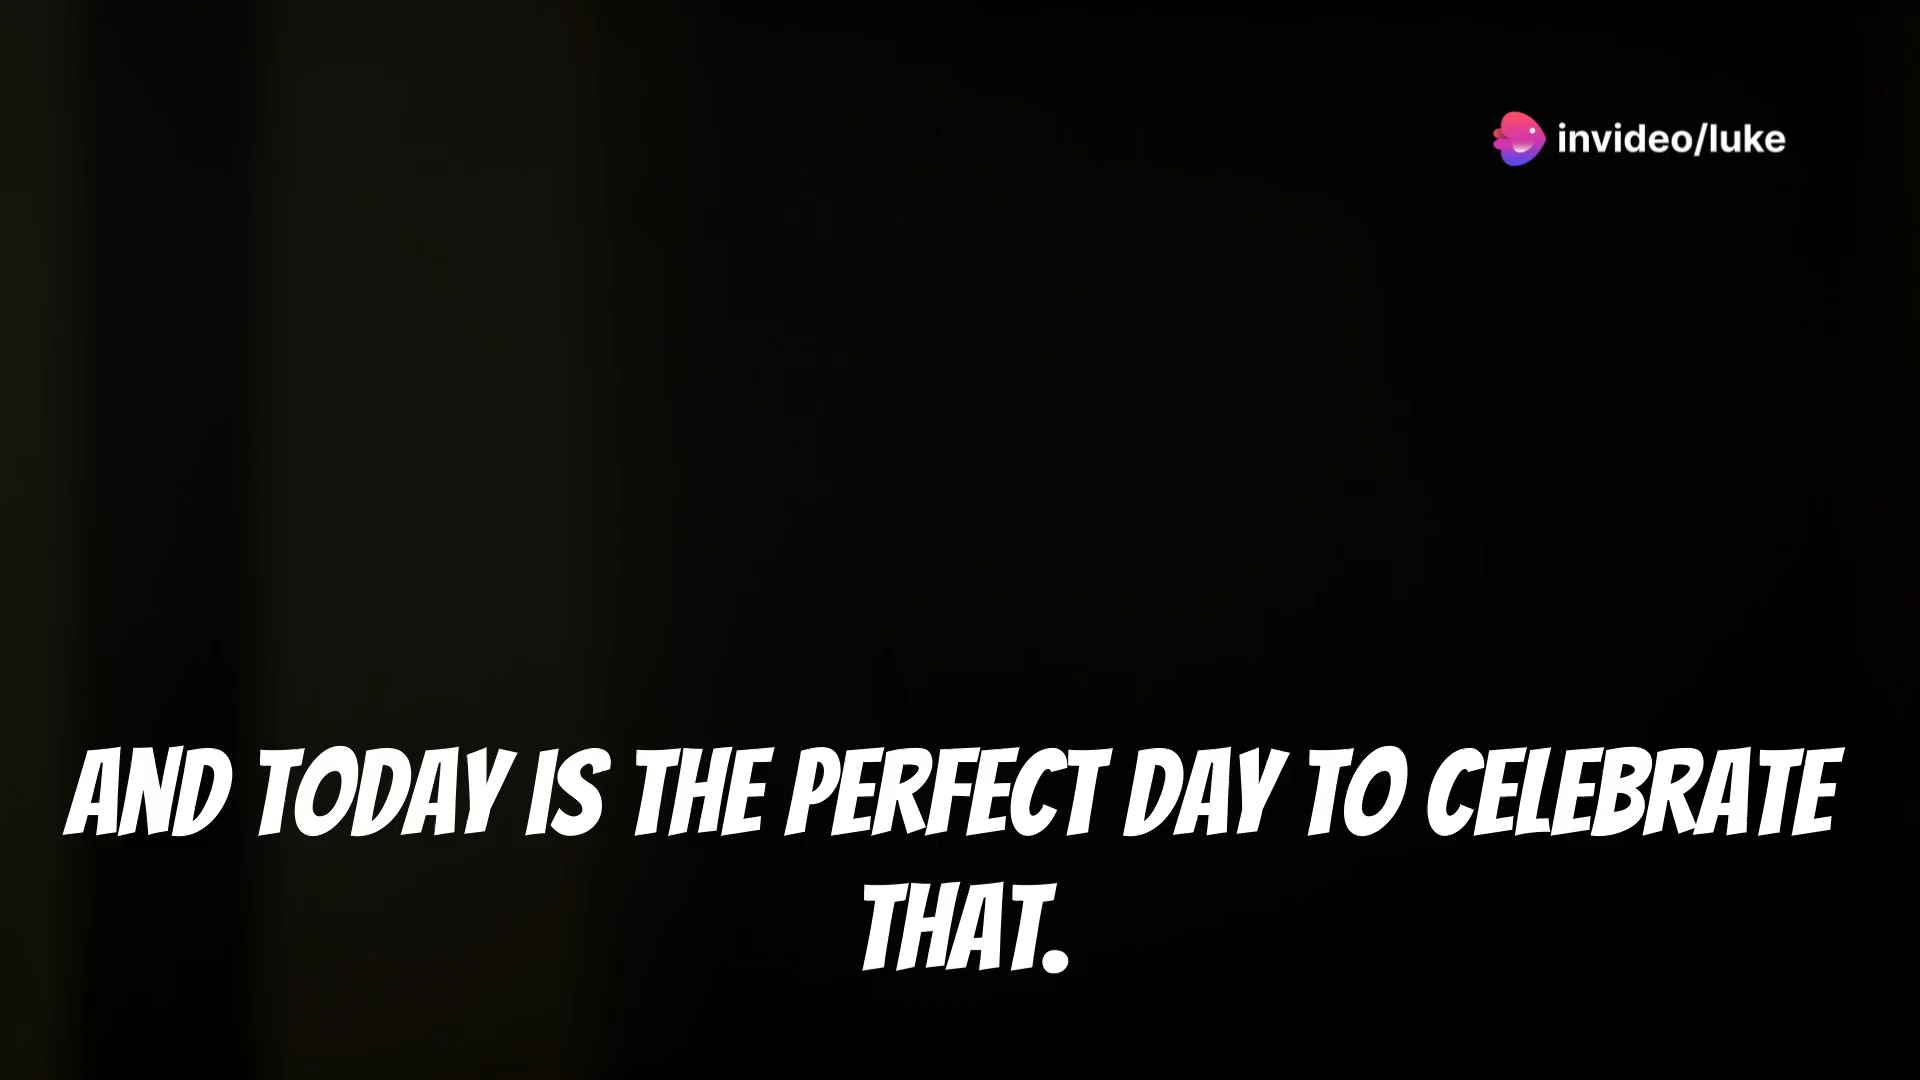 invideo/luke
AND TODAY IS THE PERFECT DAY TO CELEBRATE
THAT.